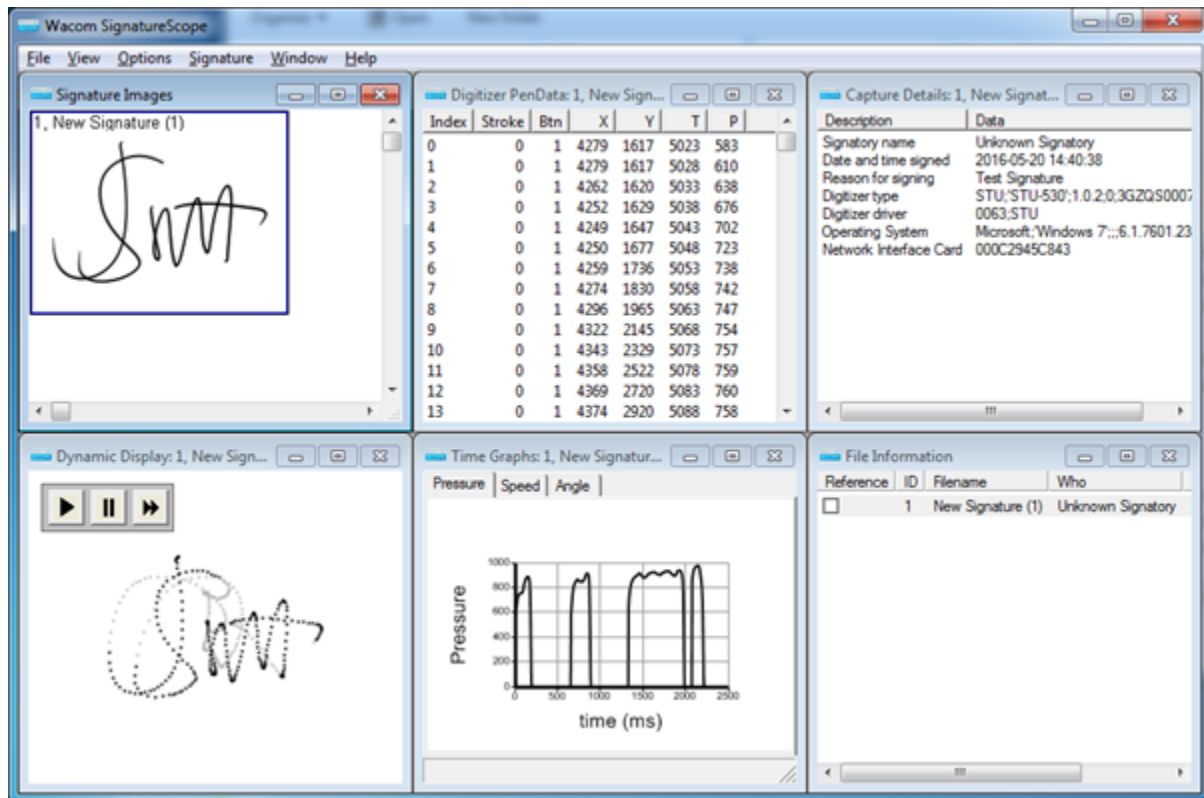 Wacom SignatureScope
File View Options Signature Window Help
Signature Images
1, New Signature (1)
Digitizer PenData: 1, New Sign...
Index Stroke Btn X Y T P
0 0 1 4279 1617 5023 583
1 0 1 4279 1617 5028 610
2 0 1 4262 1620 5033 638
3 0 1 4252 1629 5038 676
4 0 1 4249 1647 5043 702
5 0 1 4250 1677 5048 723
6 0 1 4259 1736 5053 738
7 0 1 4274 1830 5058 742
8 0 1 4296 1965 5063 747
9 0 1 4322 2145 5068 754
10 0 1 4343 2329 5073 757
11 0 1 4358 2522 5078 759
12 0 1 4369 2720 5083 760
13 0 1 4374 2920 5088 758
Capture Details: 1, New Signat...
Description Data
Signatory name Unknown Signatory
Date and time signed 2016-05-20 14:40:38
Reason for signing Test Signature
Digitizer type STU;'STU-530';1.0.2;0;3GZQS0007
Digitizer driver 0063;STU
Operating System Microsoft;'Windows 7';;;6.1.7601.23
Network Interface Card 000C2945C843
Dynamic Display: 1, New Sign...
Time Graphs: 1, New Signatur...
Pressure Speed Angle
Pressure
1000
800
600
400
200
0
0 500 1000 1500 2000 2500
time (ms)
File Information
Reference ID Filename Who
1 New Signature (1) Unknown Signatory